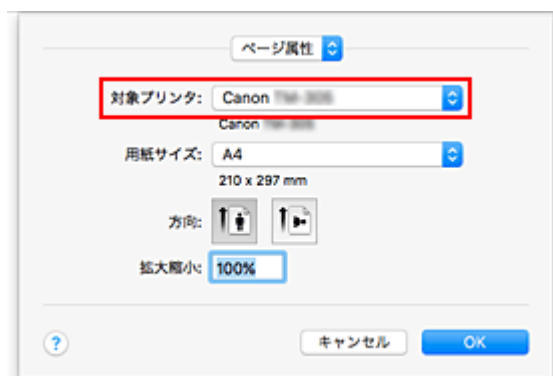 ページ属性
対象プリンタ: Canon
Canon
用紙サイズ: A4
210 x 297 mm
方向:
拡大縮小: 100%
? キャンセル OK